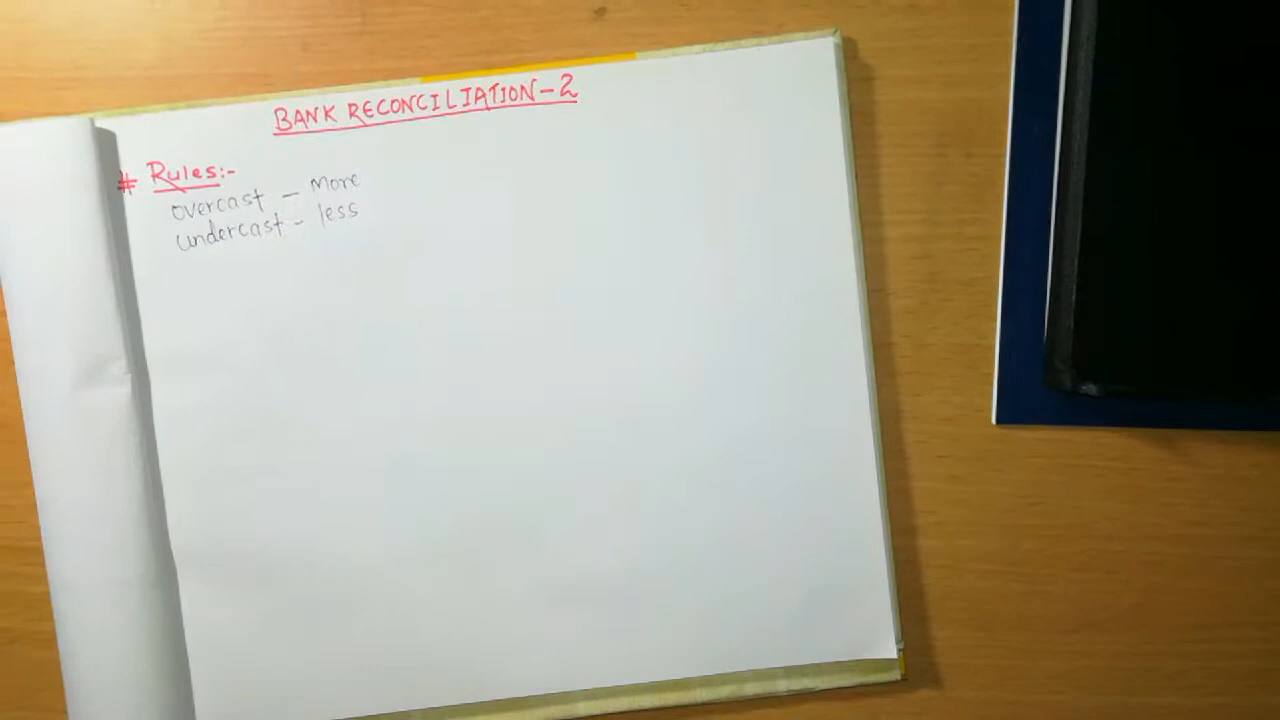 BANK RECONCILIATION-2
# Rules:-
overcast - More
undercast - less